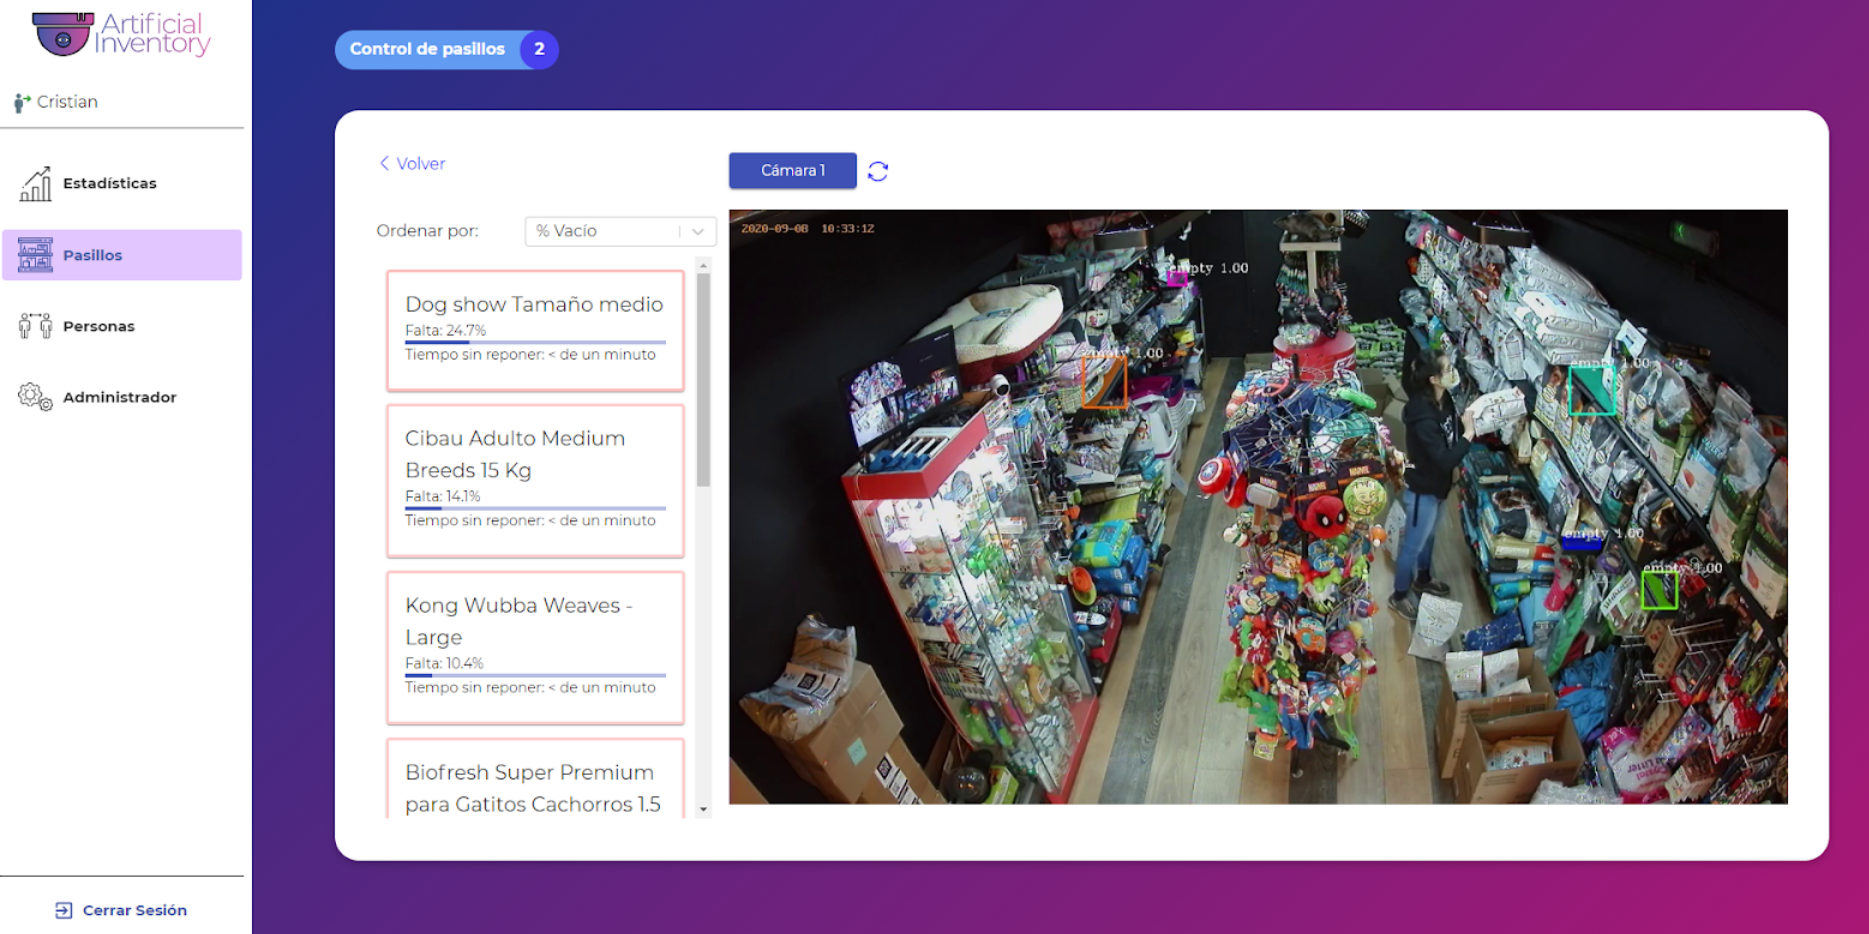 Artificial
Inventory
Cristian
Estadísticas
Pasillos
Personas
Administrador
Cerrar Sesión
Control de pasillos 2
Volver
Ordenar por: % Vacío
Dog show Tamaño medio
Falta: 24.7%
Tiempo sin reponer: < de un minuto
Cibau Adulto Medium
Breeds 15 Kg
Falta: 14.1%
Tiempo sin reponer: < de un minuto
Kong Wubba Weaves -
Large
Falta: 10.4%
Tiempo sin reponer: < de un minuto
Biofresh Super Premium
para Gatitos Cachorros 1.5
Cámara 1
2020-09-08 10:33:12
empty 1.00
empty 1.00
empty 1.00
empty 1.00
empty 1.00
MARVEL
MARVEL
MARVEL